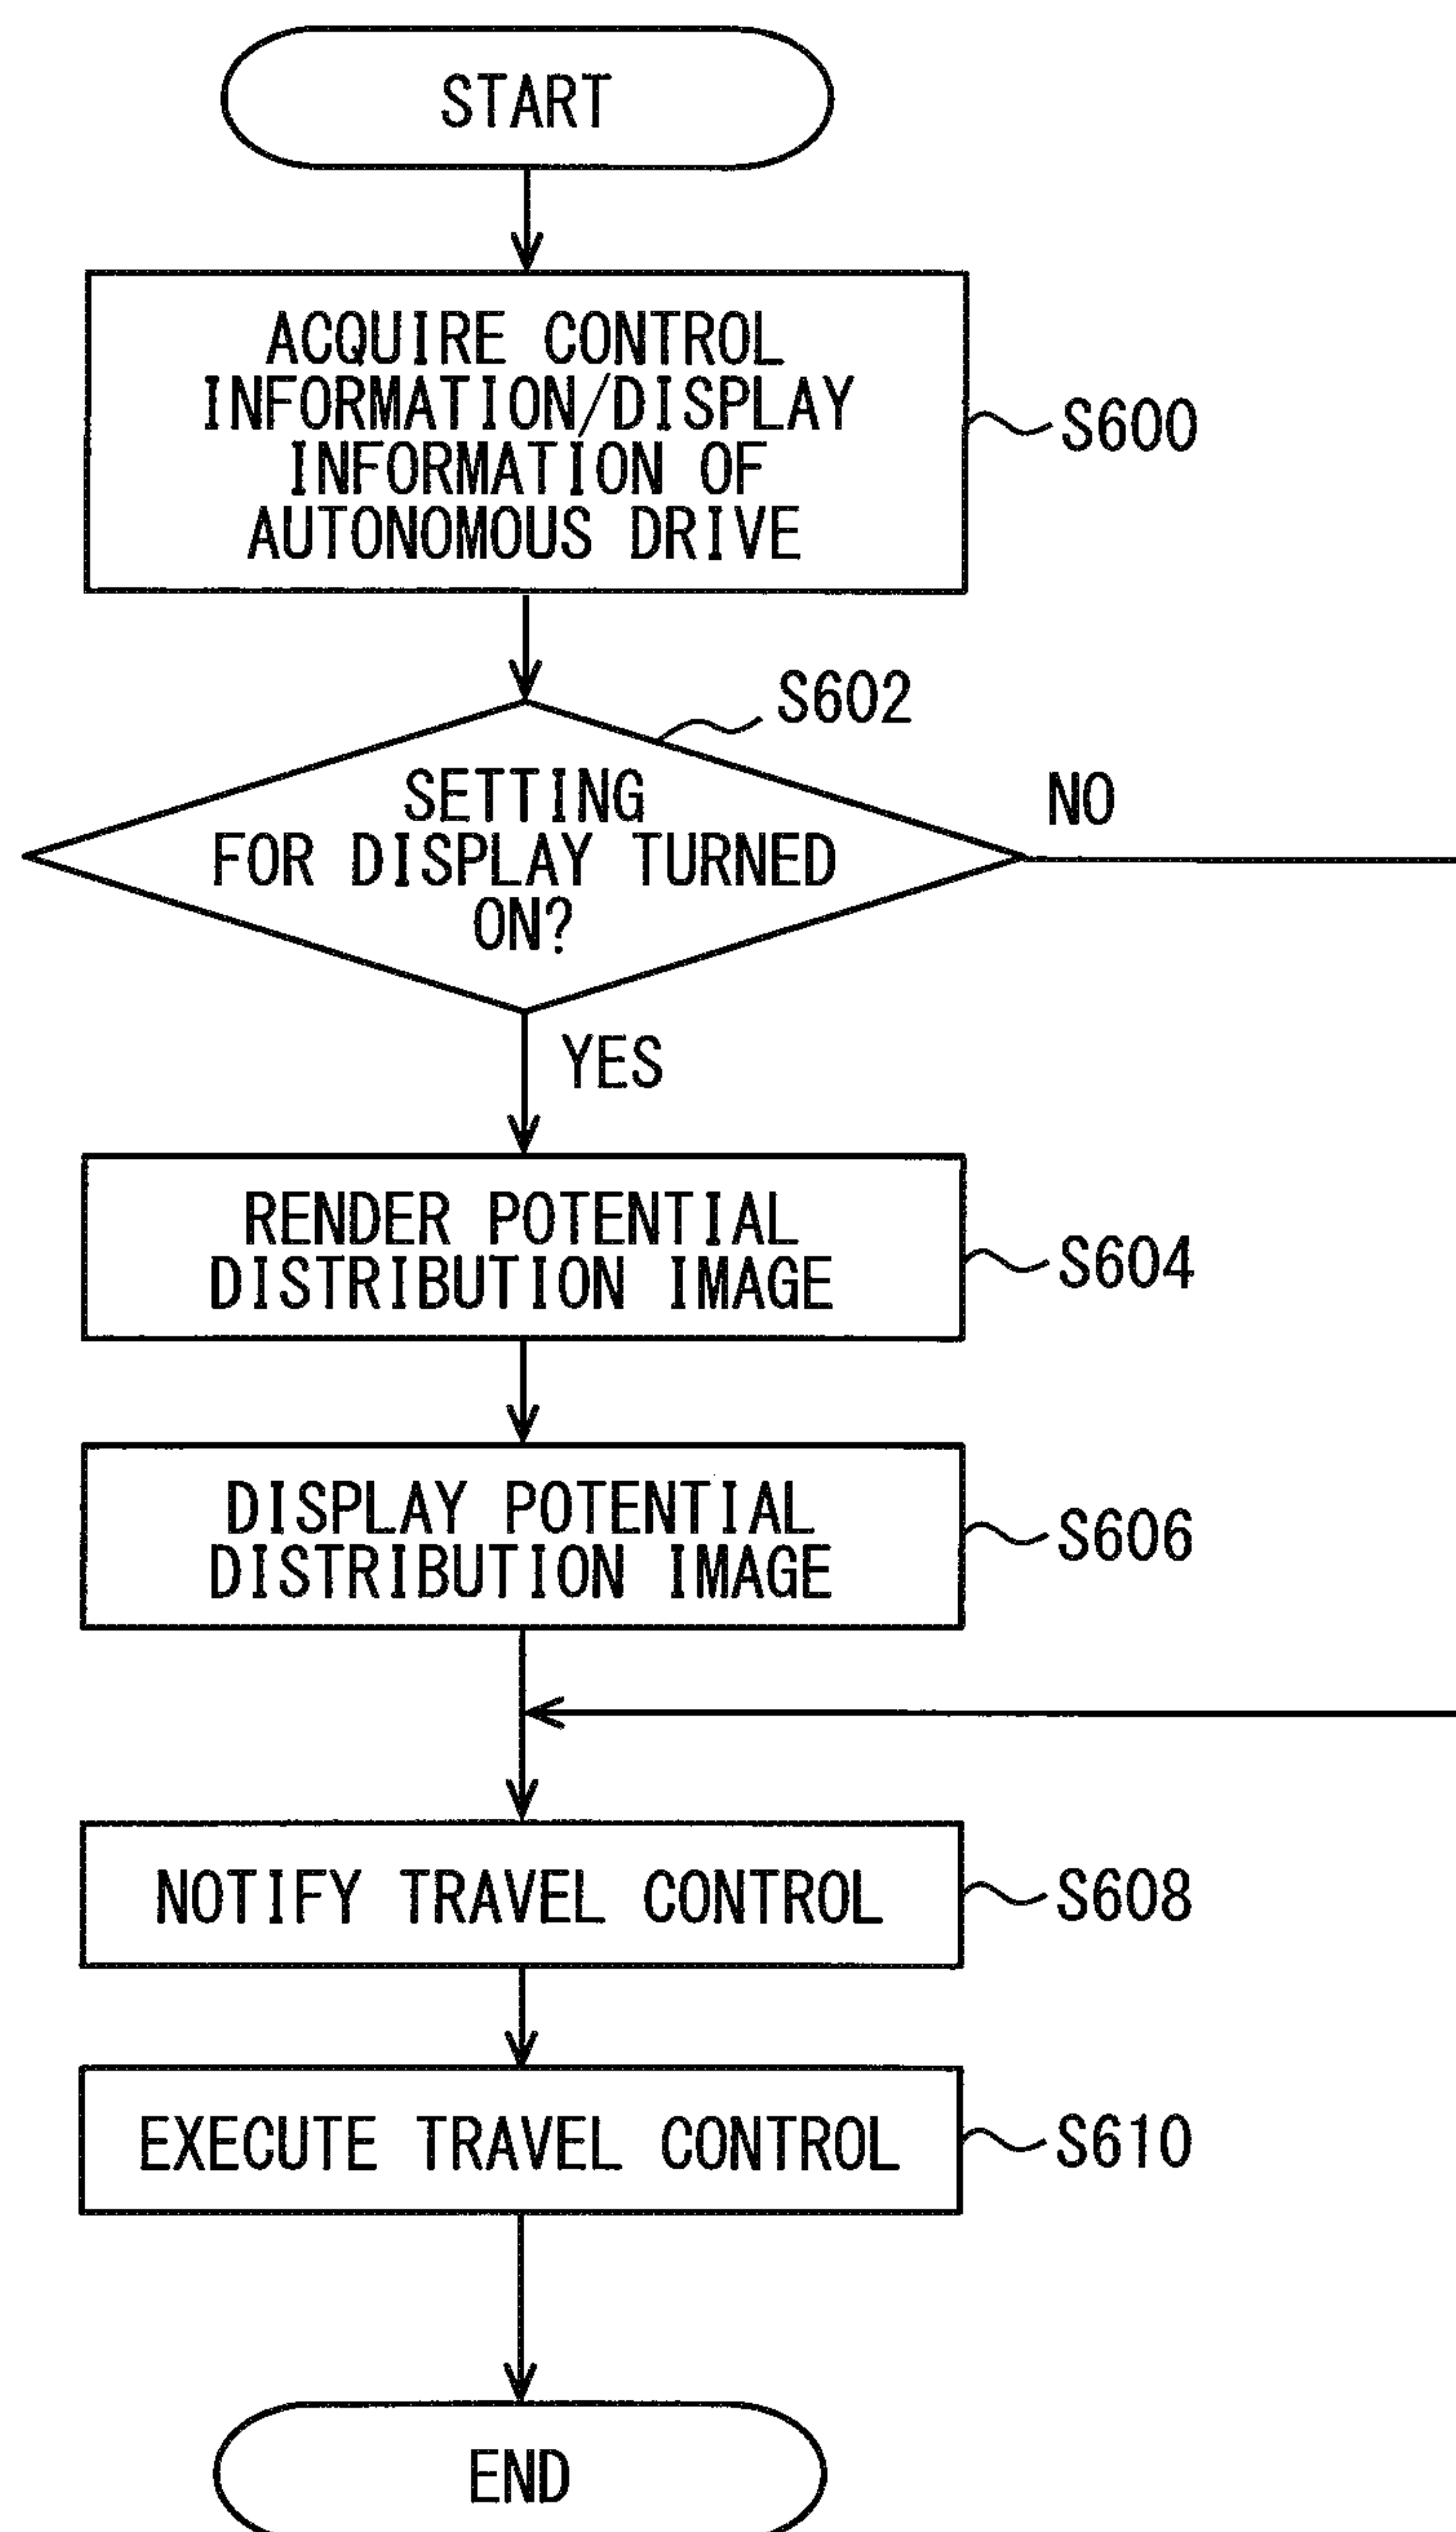 START
ACQUIRE CONTROL
INFORMATION/DISPLAY
INFORMATION OF
AUTONOMOUS DRIVE
S600
S602
SETTING
FOR DISPLAY TURNED
ON?
NO
YES
RENDER POTENTIAL
DISTRIBUTION IMAGE
S604
DISPLAY POTENTIAL
DISTRIBUTION IMAGE
S606
NOTIFY TRAVEL CONTROL
S608
EXECUTE TRAVEL CONTROL
S610
END